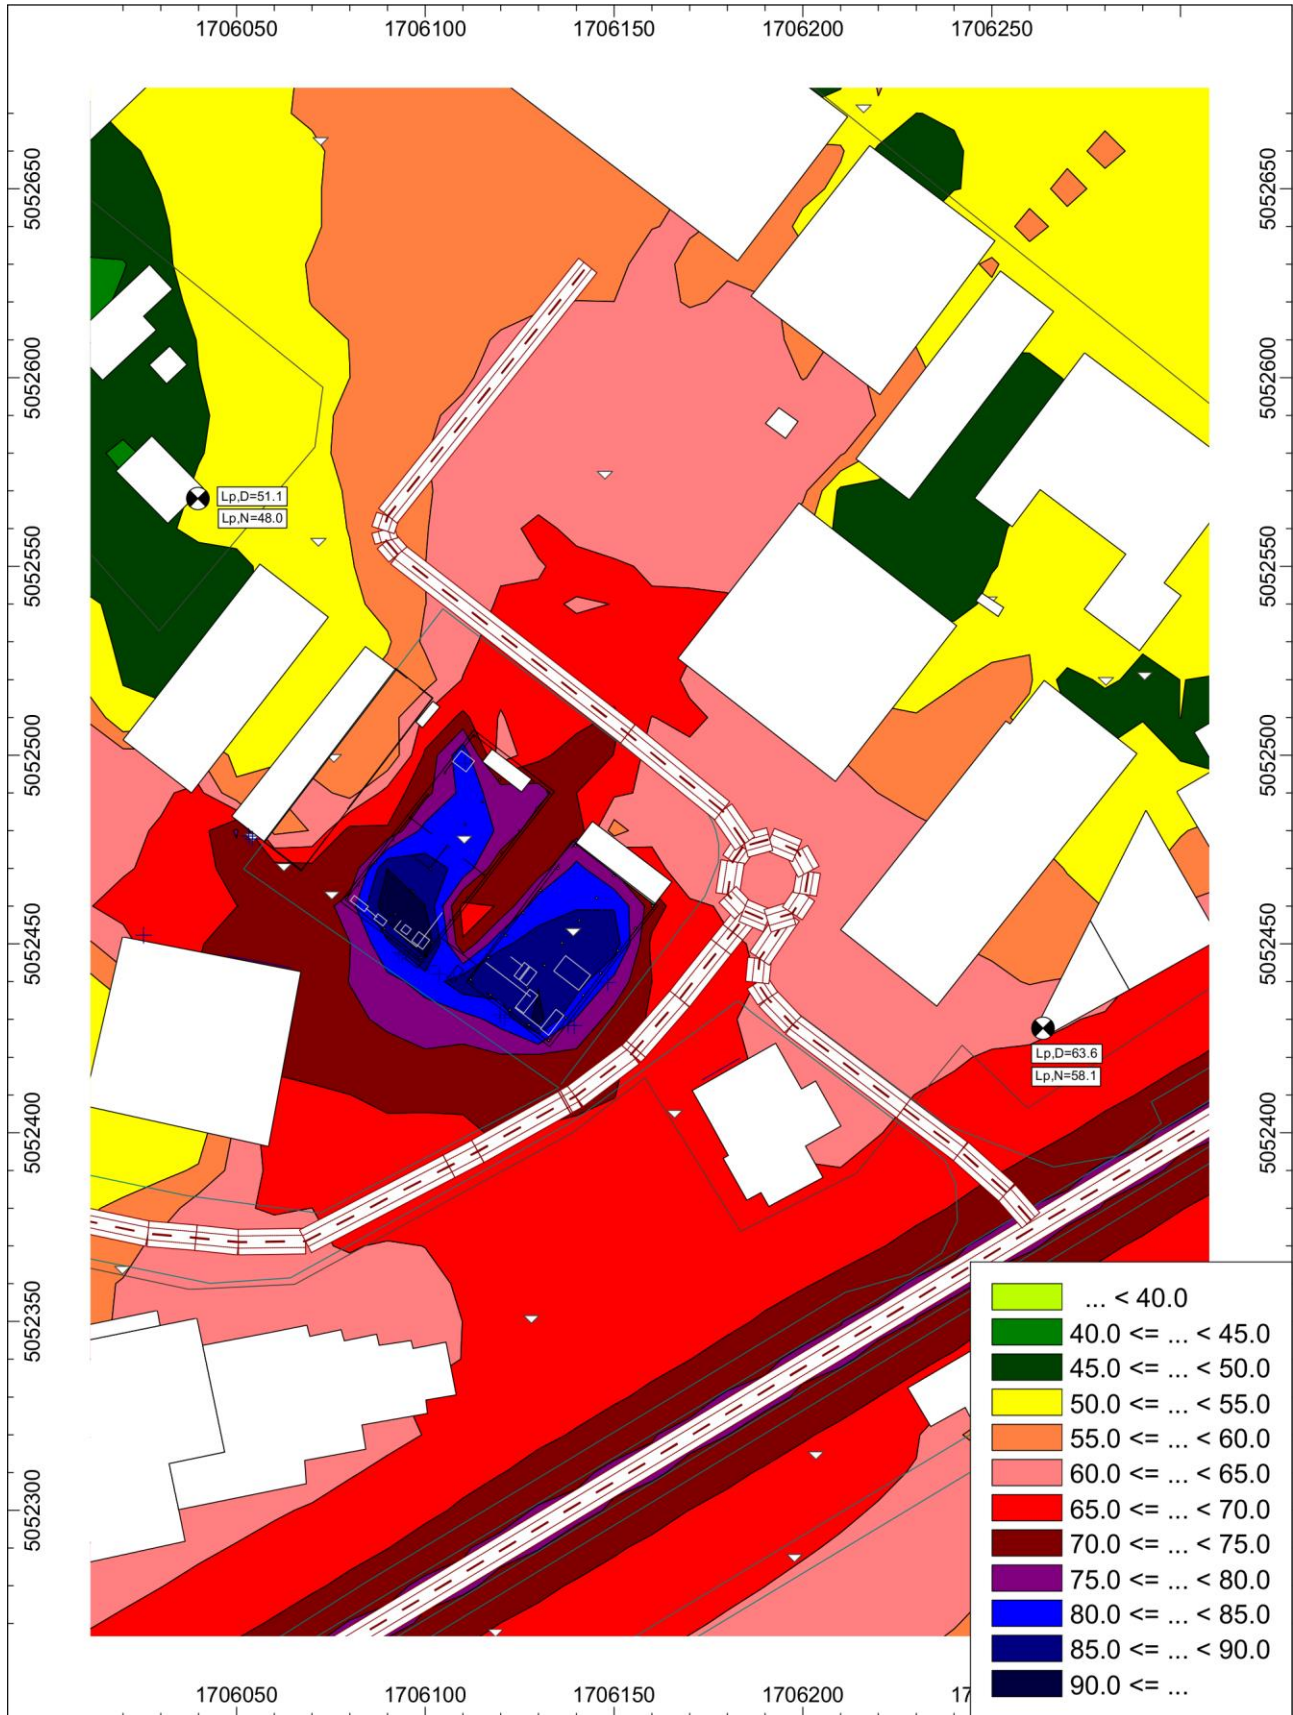 1706050 1706100 1706150 1706200 1706250
5052650 5052650
5052600 5052600
Lp,D=51.1
Lp,N=48.0
5052550 5052550
5052500 5052500
5052450 5052450
Lp,D=63.6
Lp,N=58.1
5052400 5052400
5052350
5052300
... < 40.0
40.0 <= ... < 45.0
45.0 <= ... < 50.0
50.0 <= ... < 55.0
55.0 <= ... < 60.0
60.0 <= ... < 65.0
65.0 <= ... < 70.0
70.0 <= ... < 75.0
75.0 <= ... < 80.0
80.0 <= ... < 85.0
85.0 <= ... < 90.0
90.0 <= ...
1706050 1706100 1706150 1706200